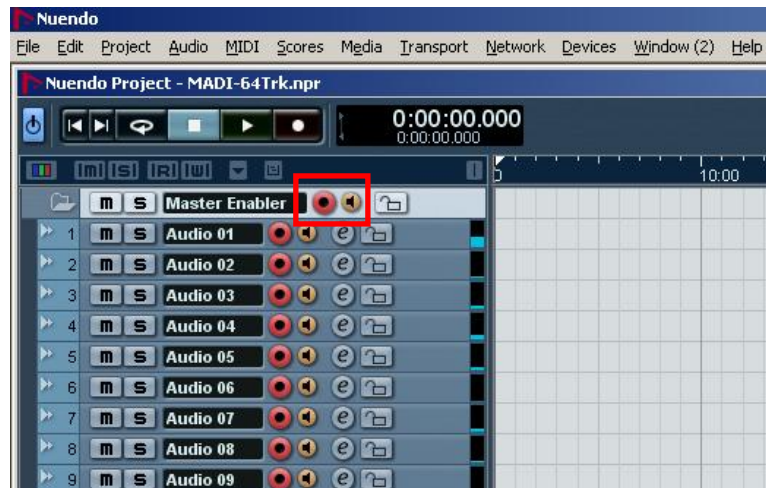 Nuendo
File Edit Project Audio MIDI Scores Media Transport Network Devices Window (2) Help
Nuendo Project - MADI-64Trk.npr
0:00:00.000
0:00:00.000
m s R w
0 10:00
m s Master Enabler
1 m s Audio 01 e
2 m s Audio 02 e
3 m s Audio 03 e
4 m s Audio 04 e
5 m s Audio 05 e
6 m s Audio 06 e
7 m s Audio 07 e
8 m s Audio 08 e
9 m s Audio 09 e